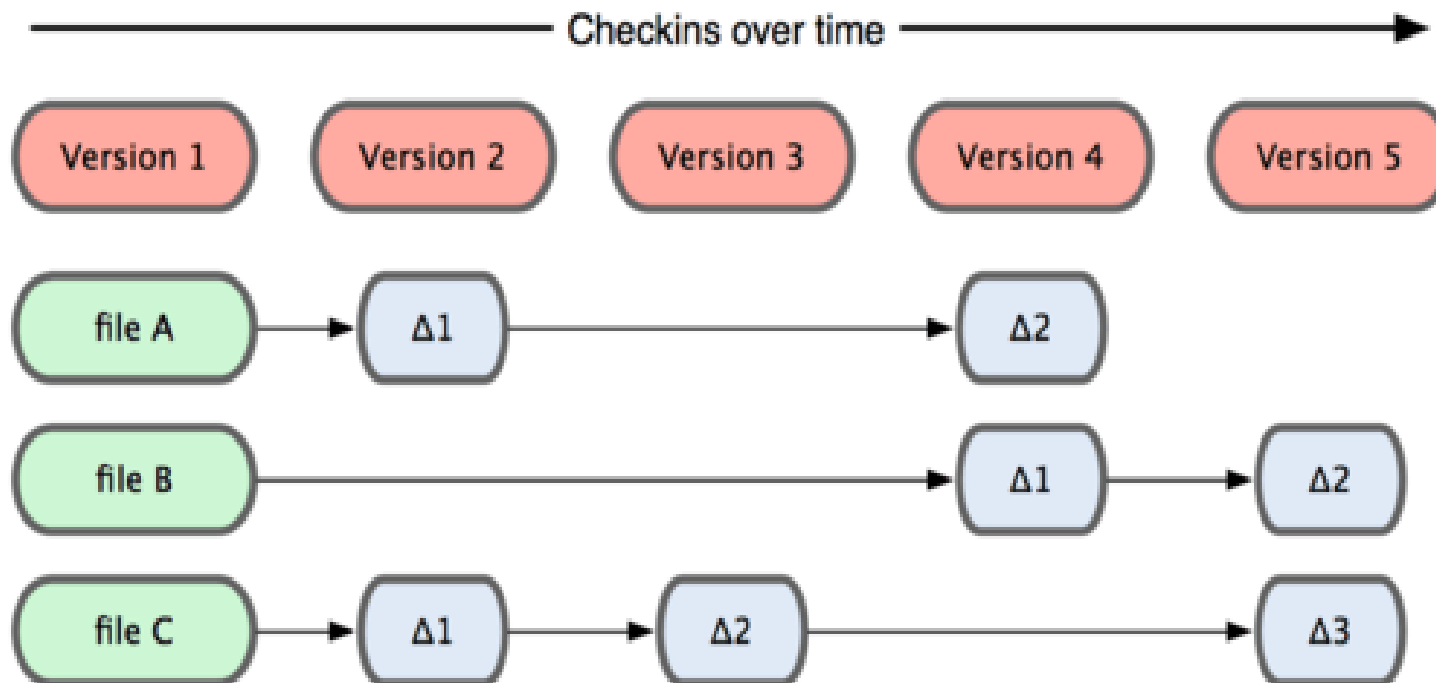 Checkins over time
Version 1 Version 2 Version 3 Version 4 Version 5
file A Δ1 Δ2
file B Δ1 Δ2
file C Δ1 Δ2 Δ3